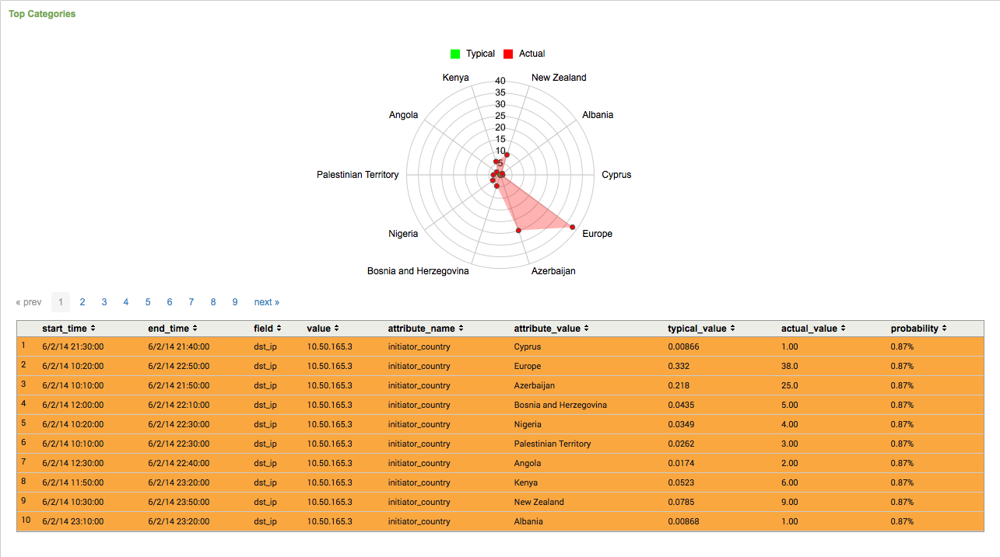 Top Categories
Typical Actual
Kenya 40 New Zealand
35
30
Angola 25 Albania
20
15
10
5
Palestinian Territory Cyprus
Nigeria Europe
Bosnia and Herzegovina Azerbaijan
« prev 1 2 3 4 5 6 7 8 9 next »
start_time end_time field value attribute_name attribute_value typical_value actual_value probability
1 6/2/14 21:30:00 6/2/14 21:40:00 dst_ip 10.50.165.3 initiator_country Cyprus 0.00866 1.00 0.87%
2 6/2/14 10:20:00 6/2/14 22:50:00 dst_ip 10.50.165.3 initiator_country Europe 0.332 38.0 0.87%
3 6/2/14 10:10:00 6/2/14 21:50:00 dst_ip 10.50.165.3 initiator_country Azerbaijan 0.218 25.0 0.87%
4 6/2/14 12:00:00 6/2/14 22:10:00 dst_ip 10.50.165.3 initiator_country Bosnia and Herzegovina 0.0435 5.00 0.87%
5 6/2/14 10:20:00 6/2/14 22:30:00 dst_ip 10.50.165.3 initiator_country Nigeria 0.0349 4.00 0.87%
6 6/2/14 10:10:00 6/2/14 22:30:00 dst_ip 10.50.165.3 initiator_country Palestinian Territory 0.0262 3.00 0.87%
7 6/2/14 12:30:00 6/2/14 22:40:00 dst_ip 10.50.165.3 initiator_country Angola 0.0174 2.00 0.87%
8 6/2/14 11:50:00 6/2/14 23:20:00 dst_ip 10.50.165.3 initiator_country Kenya 0.0523 6.00 0.87%
9 6/2/14 10:30:00 6/2/14 23:50:00 dst_ip 10.50.165.3 initiator_country New Zealand 0.0785 9.00 0.87%
10 6/2/14 23:10:00 6/2/14 23:20:00 dst_ip 10.50.165.3 initiator_country Albania 0.00868 1.00 0.87%